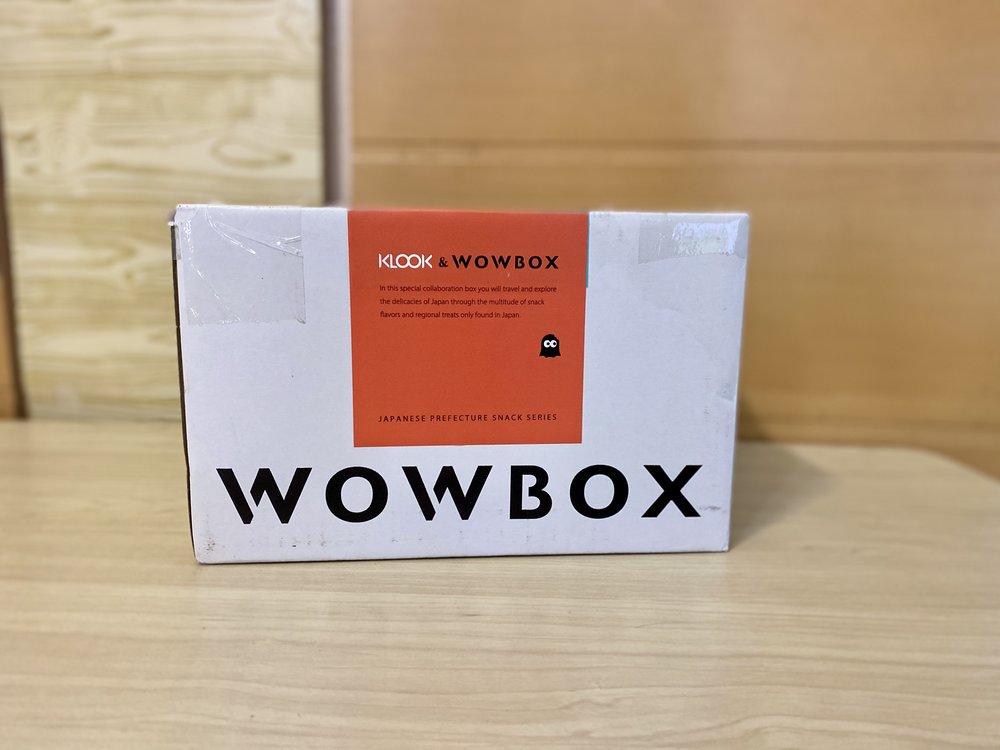 KLOOK & WOWBOX
In this special collaboration box you will travel and explore
the delicacies of Japan through the multitude of snack
flavors and regional treats only found in Japan.
JAPANESE PREFECTURE SNACK SERIES
WOWBOX